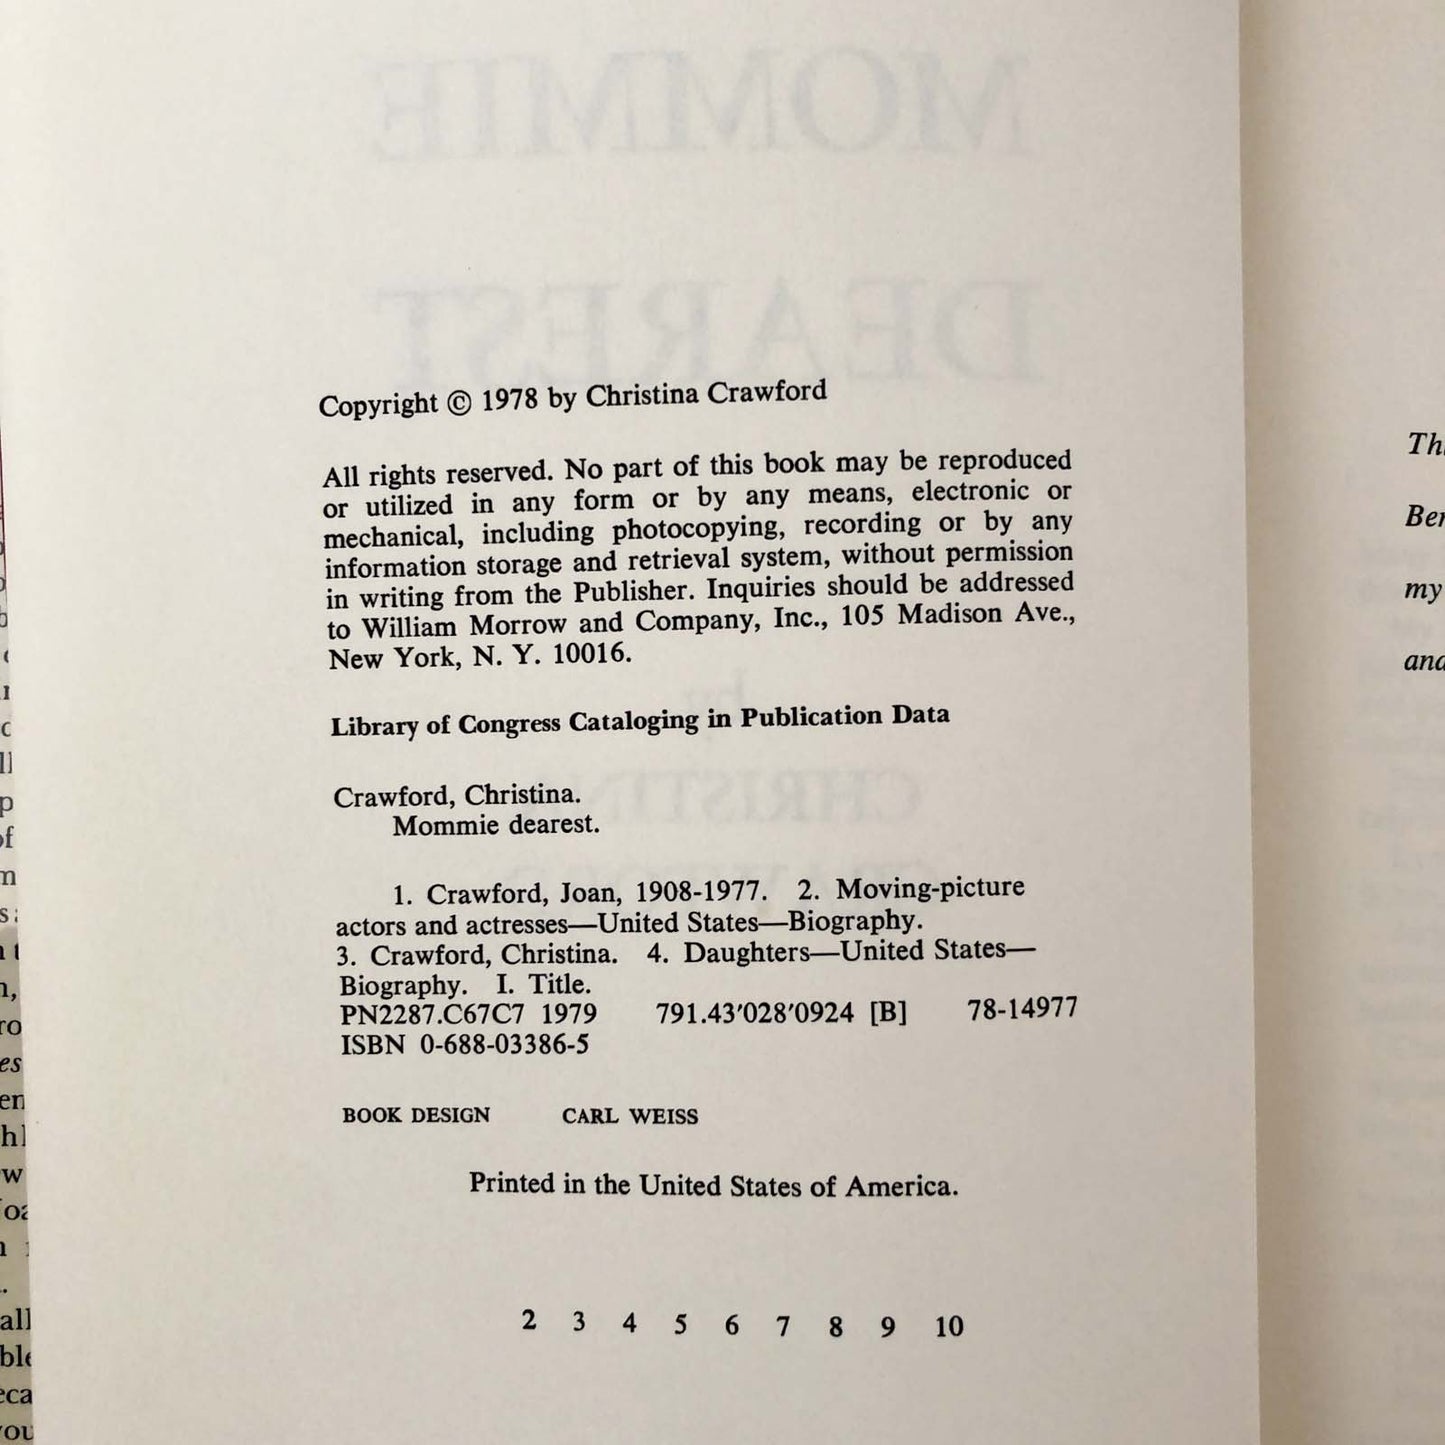 Copyright © 1978 by Christina Crawford
All rights reserved. No part of this book may be reproduced
or utilized in any form or by any means, electronic or
mechanical, including photocopying, recording or by any
information storage and retrieval system, without permission
in writing from the Publisher. Inquiries should be addressed
to William Morrow and Company, Inc., 105 Madison Ave.,
New York, N. Y. 10016.
Library of Congress Cataloging in Publication Data
Crawford, Christina.
Mommie dearest.
1. Crawford, Joan, 1908-1977. 2. Moving-picture
actors and actresses—United States—Biography.
3. Crawford, Christina. 4. Daughters—United States—
Biography. I. Title.
PN2287.C67C7 1979 791.43′028′0924 [B] 78-14977
ISBN 0-688-03386-5
BOOK DESIGN CARL WEISS
Printed in the United States of America.
2 3 4 5 6 7 8 9 10
my